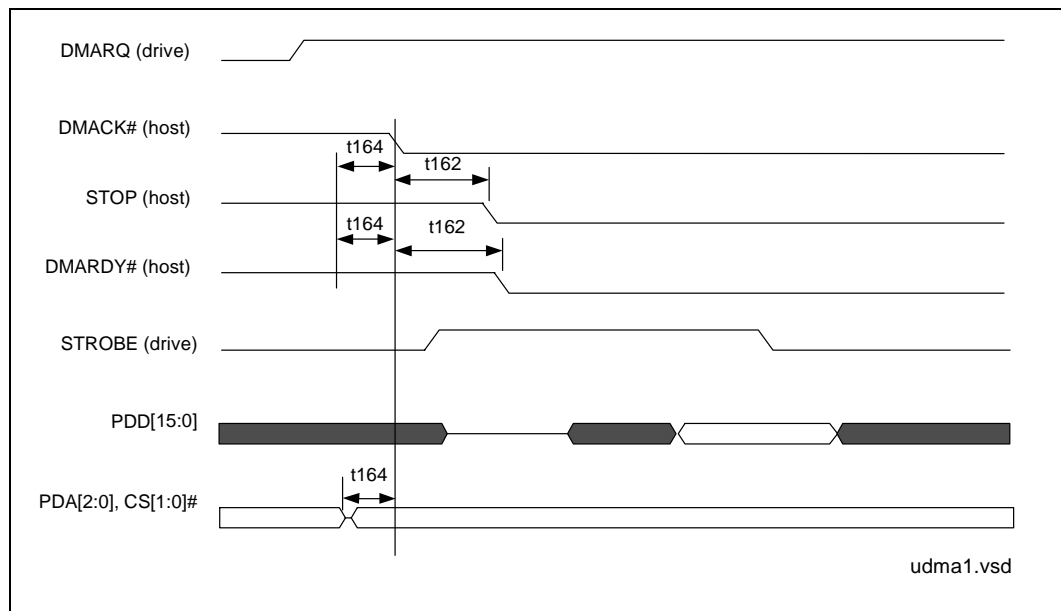 DMARQ (drive)
DMACK# (host)
t164
t162
STOP (host)
t164
t162
DMARDY# (host)
STROBE (drive)
PDD[15:0]
t164
PDA[2:0], CS[1:0]#
udma1.vsd